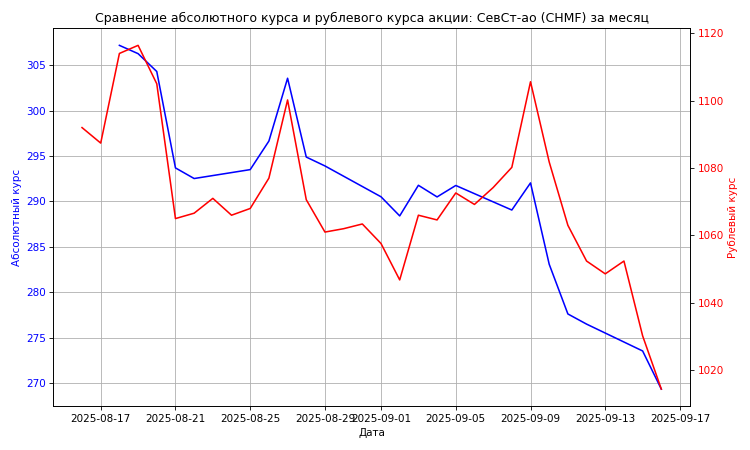 Сравнение абсолютного курса и рублевого курса акции: СевСт-ао (CHMF) за месяц
Абсолютный курс
305
300
295
290
285
280
275
270
1120
1100
1080
1060
1040
1020
Рублевый курс
2025-08-17 2025-08-21 2025-08-25 2025-08-29 2025-09-01 2025-09-05 2025-09-09 2025-09-13 2025-09-17
Дата